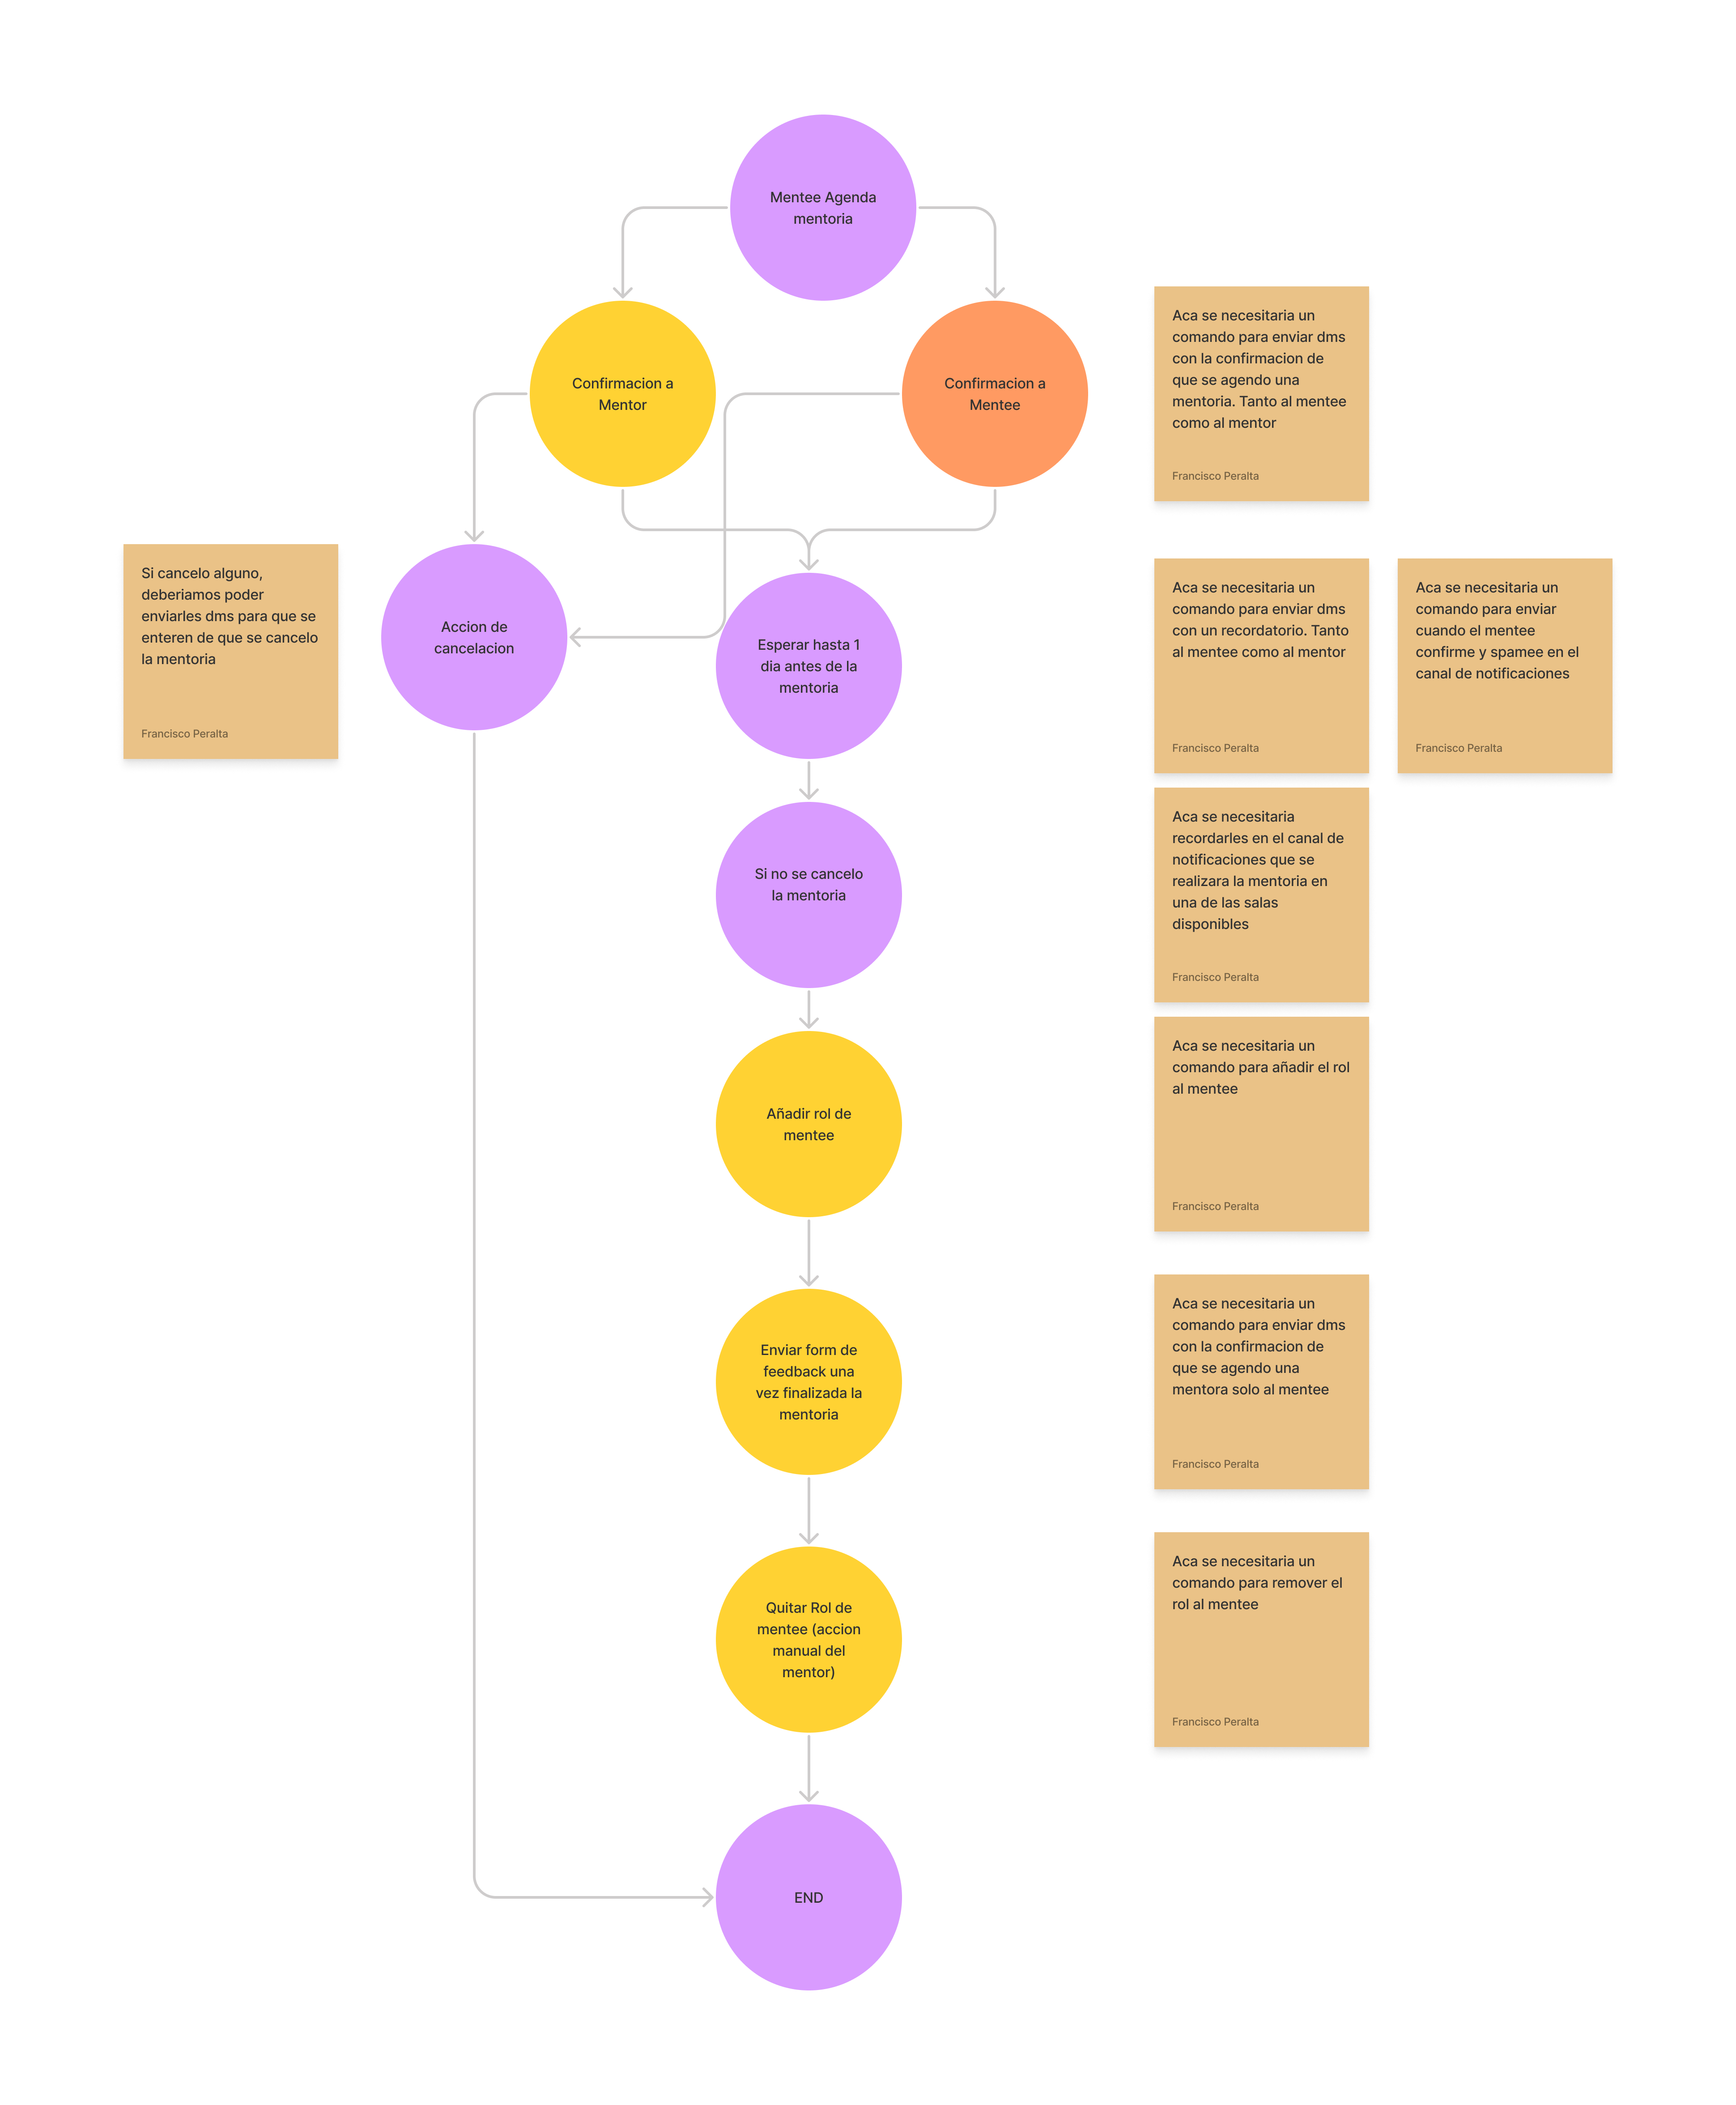 Mentee Agenda
mentoria
Confirmacion a
Mentor
Confirmacion a
Mentee
Aca se necesitaria un
comando para enviar dms
con la confirmacion de
que se agendo una
mentoria. Tanto al mentee
como al mentor
Francisco Peralta
Si cancelo alguno,
deberiamos poder
enviarles dms para que se
enteren de que se cancelo
la mentoria
Francisco Peralta
Accion de
cancelacion
Esperar hasta 1
dia antes de la
mentoria
Aca se necesitaria un
comando para enviar dms
con un recordatorio. Tanto
al mentee como al mentor
Francisco Peralta
Aca se necesitaria un
comando para enviar
cuando el mentee
confirme y spamee en el
canal de notificaciones
Francisco Peralta
Si no se cancelo
la mentoria
Aca se necesitaria
recordarles en el canal de
notificaciones que se
realizara la mentoria en
una de las salas
disponibles
Francisco Peralta
Añadir rol de
mentee
Aca se necesitaria un
comando para añadir el rol
al mentee
Francisco Peralta
Enviar form de
feedback una
vez finalizada la
mentoria
Aca se necesitaria un
comando para enviar dms
con la confirmacion de
que se agendo una
mentora solo al mentee
Francisco Peralta
Quitar Rol de
mentee (accion
manual del
mentor)
Aca se necesitaria un
comando para remover el
rol al mentee
Francisco Peralta
END